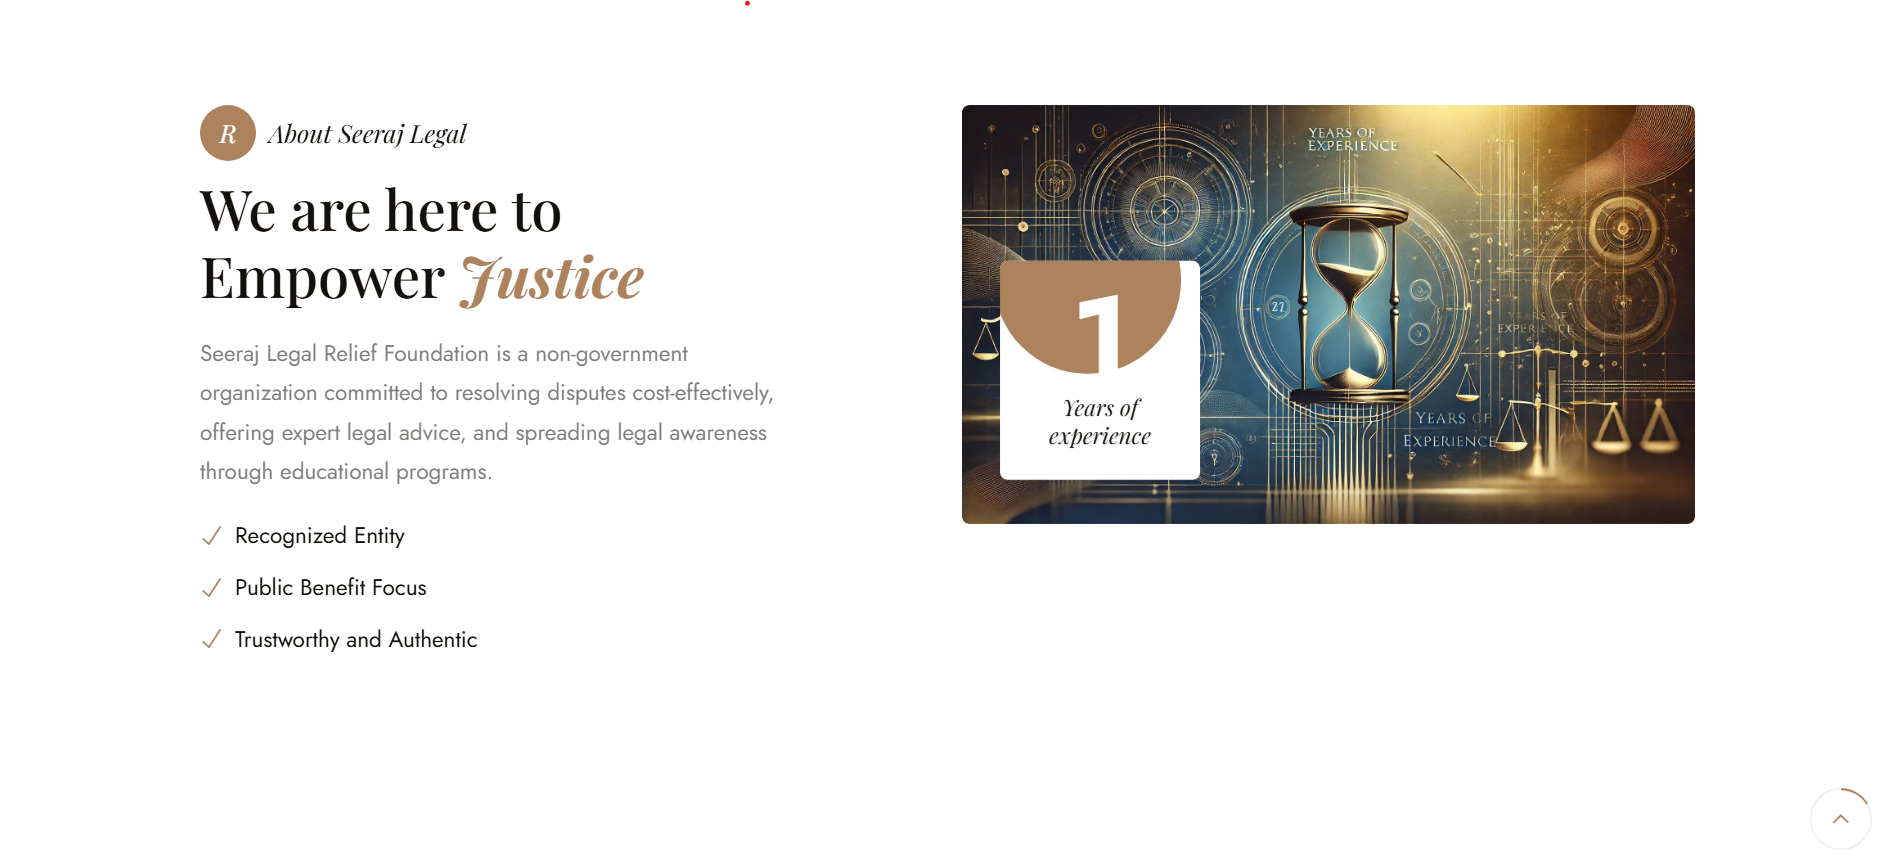 R
About Seeraj Legal
We are here to
Empower Justice
Seeraj Legal Relief Foundation is a non-government
organization committed to resolving disputes cost-effectively,
offering expert legal advice, and spreading legal awareness
through educational programs.
Recognized Entity
Public Benefit Focus
Trustworthy and Authentic
YEARS OF
EXPERIENCE
22
1
Years of
experience
YEARS OF
EXPERIENCE
YEARS OF
EXPERIENCE